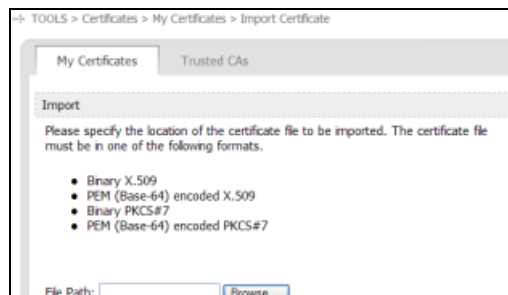 TOOLS > Certificates > My Certificates > Import Certificate
My Certificates Trusted CAs
Import
Please specify the location of the certificate file to be imported. The certificate file
must be in one of the following formats.
• Binary X.509
• PEM (Base-64) encoded X.509
• Binary PKCS#7
• PEM (Base-64) encoded PKCS#7
File Path: Browse...